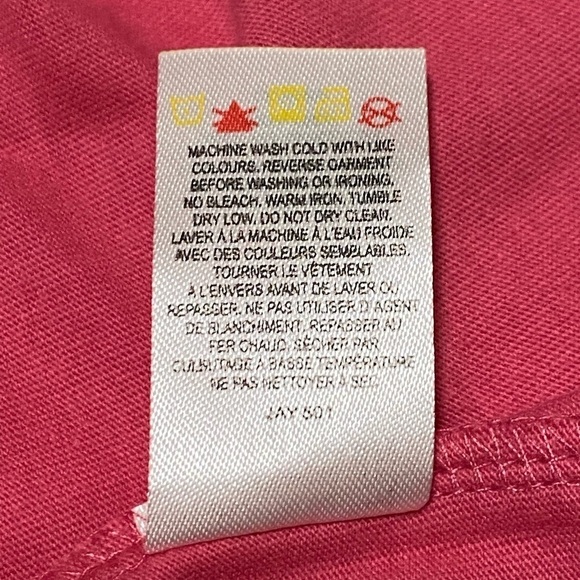 MACHINE WASH COLD WITH LIKE
COLOURS. REVERSE GARMENT
BEFORE WASHING OR IRONING.
NO BLEACH. WARM IRON. TUMBLE
DRY LOW. DO NOT DRY CLEAN.
LAVER À LA MACHINE À L'EAU FROIDE
AVEC DES COULEURS SEMBLABLES.
TOURNER LE VÊTEMENT
À L'ENVERS AVANT DE LAVER OU
REPASSER. NE PAS UTILISER D'AGENT
DE BLANCHIMENT. REPASSER AU
FER CHAUD. SÉCHER PAR
CULBUTAGE À BASSE TEMPÉRATURE
NE PAS NETTOYER À SEC
JAY 501